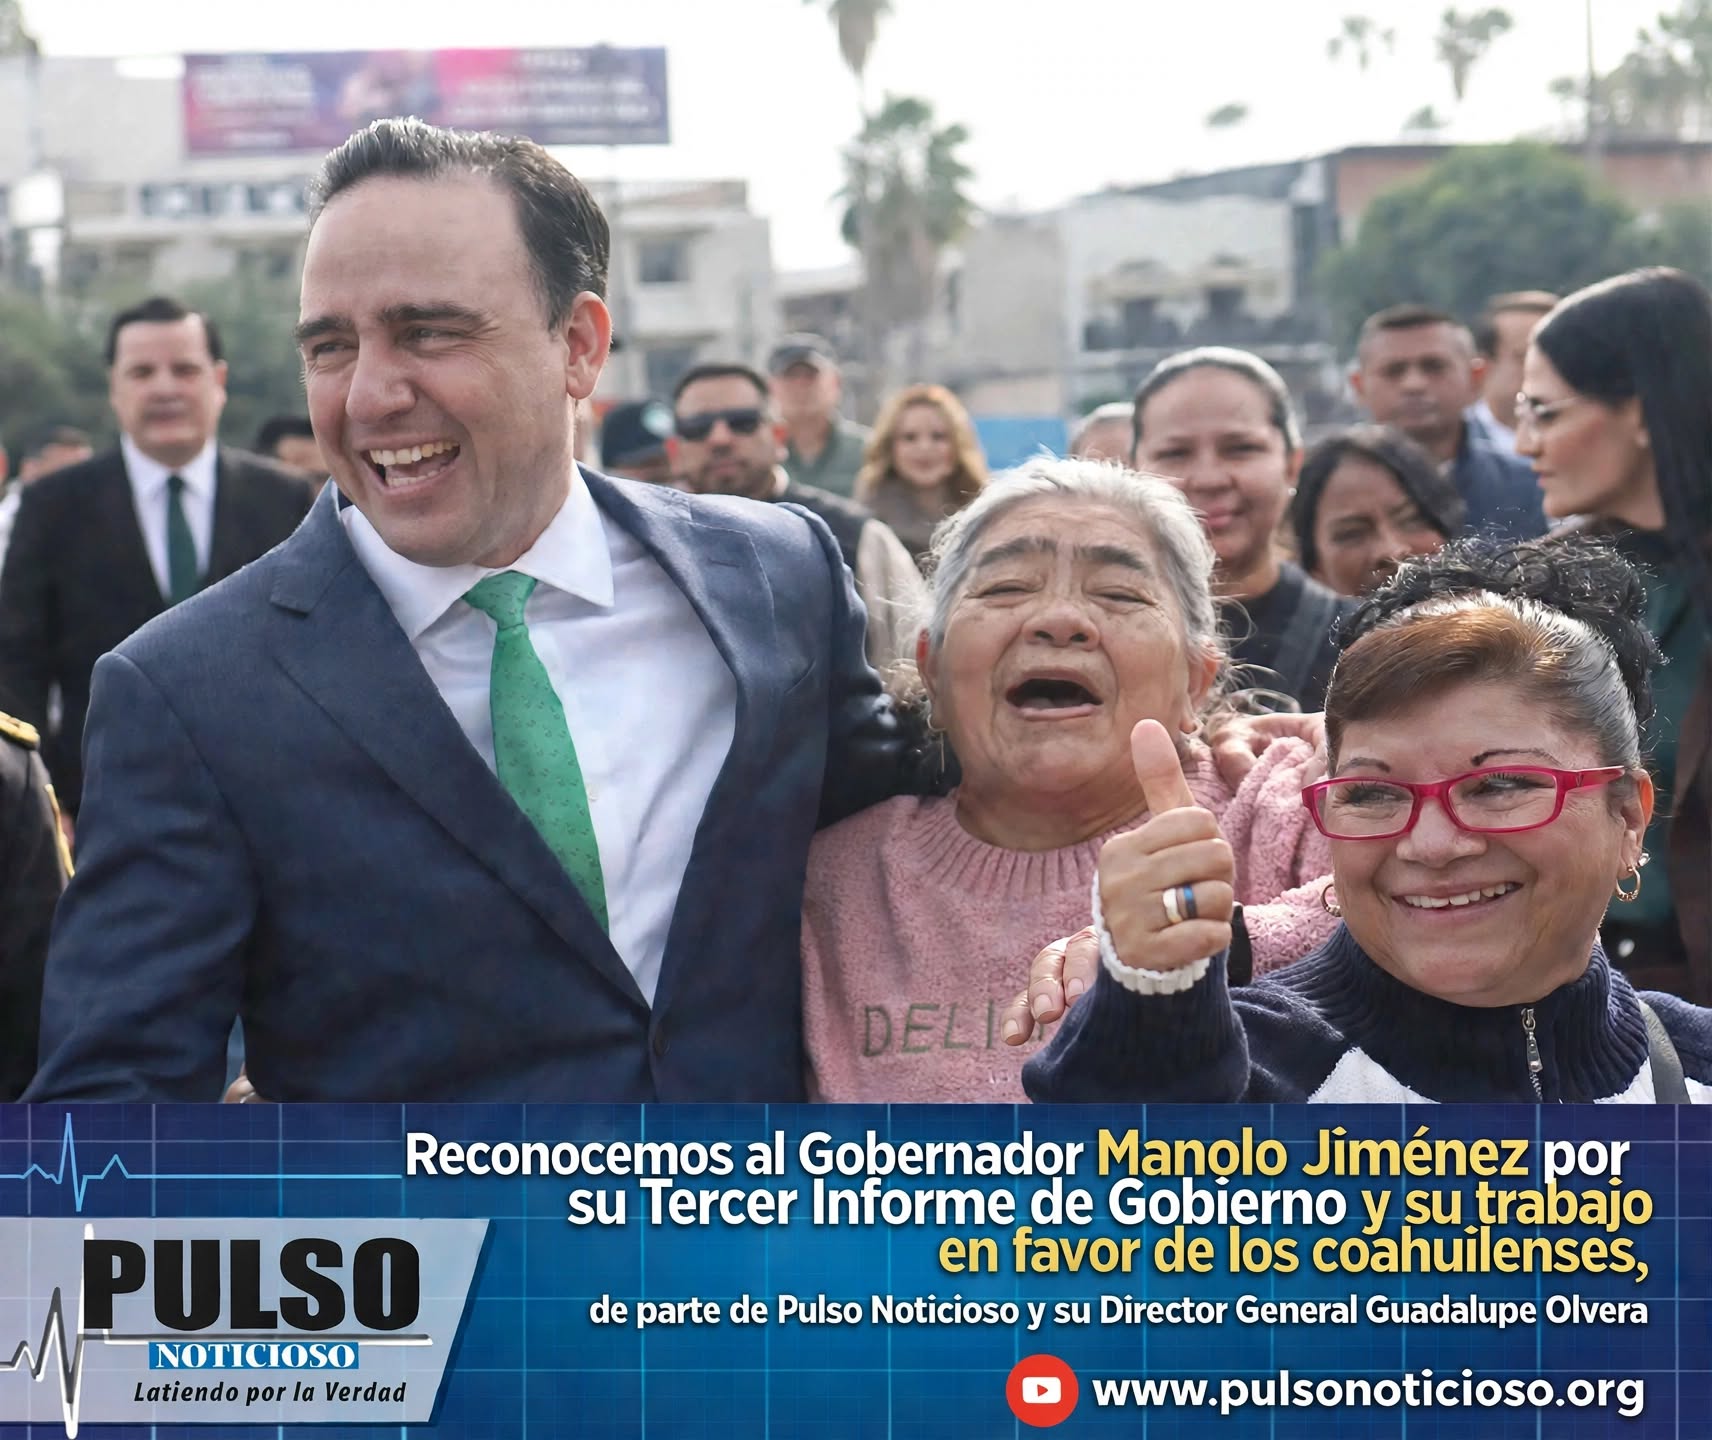 DELI
Reconocemos al Gobernador Manolo Jiménez por
su Tercer Informe de Gobierno y su trabajo
en favor de los coahuilenses,
de parte de Pulso Noticioso y su Director General Guadalupe Olvera
PULSO
NOTICIOSO
Latiendo por la Verdad
www.pulsonoticioso.org